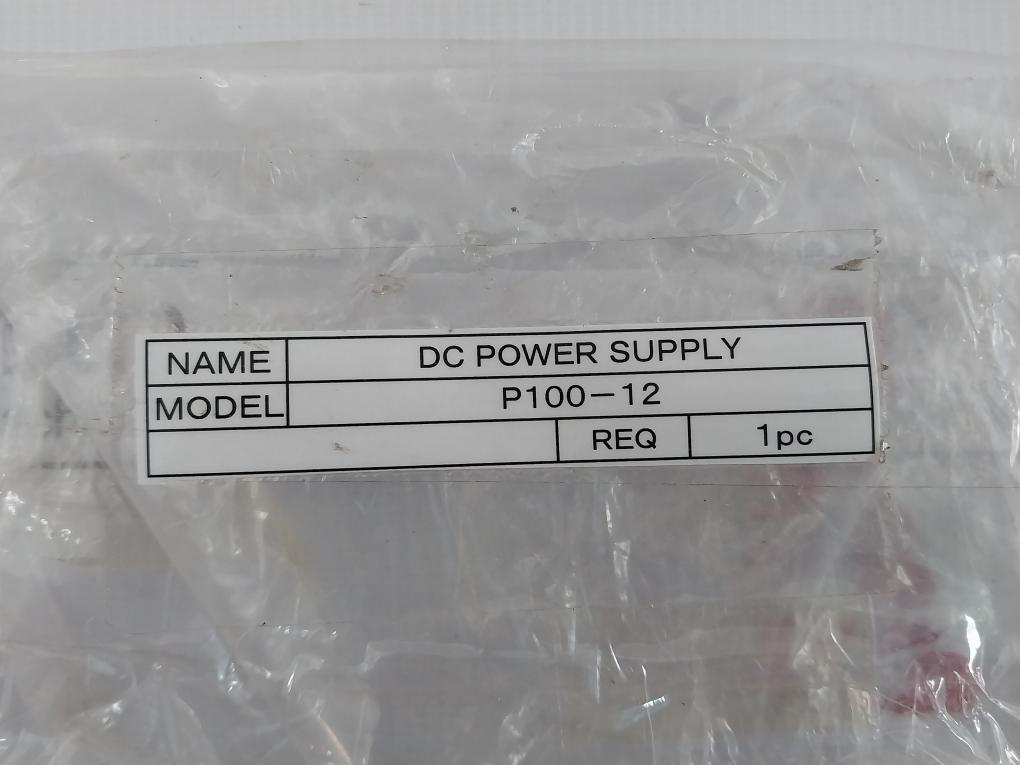 NAME DC POWER SUPPLY
MODEL P100-12
REQ 1pc